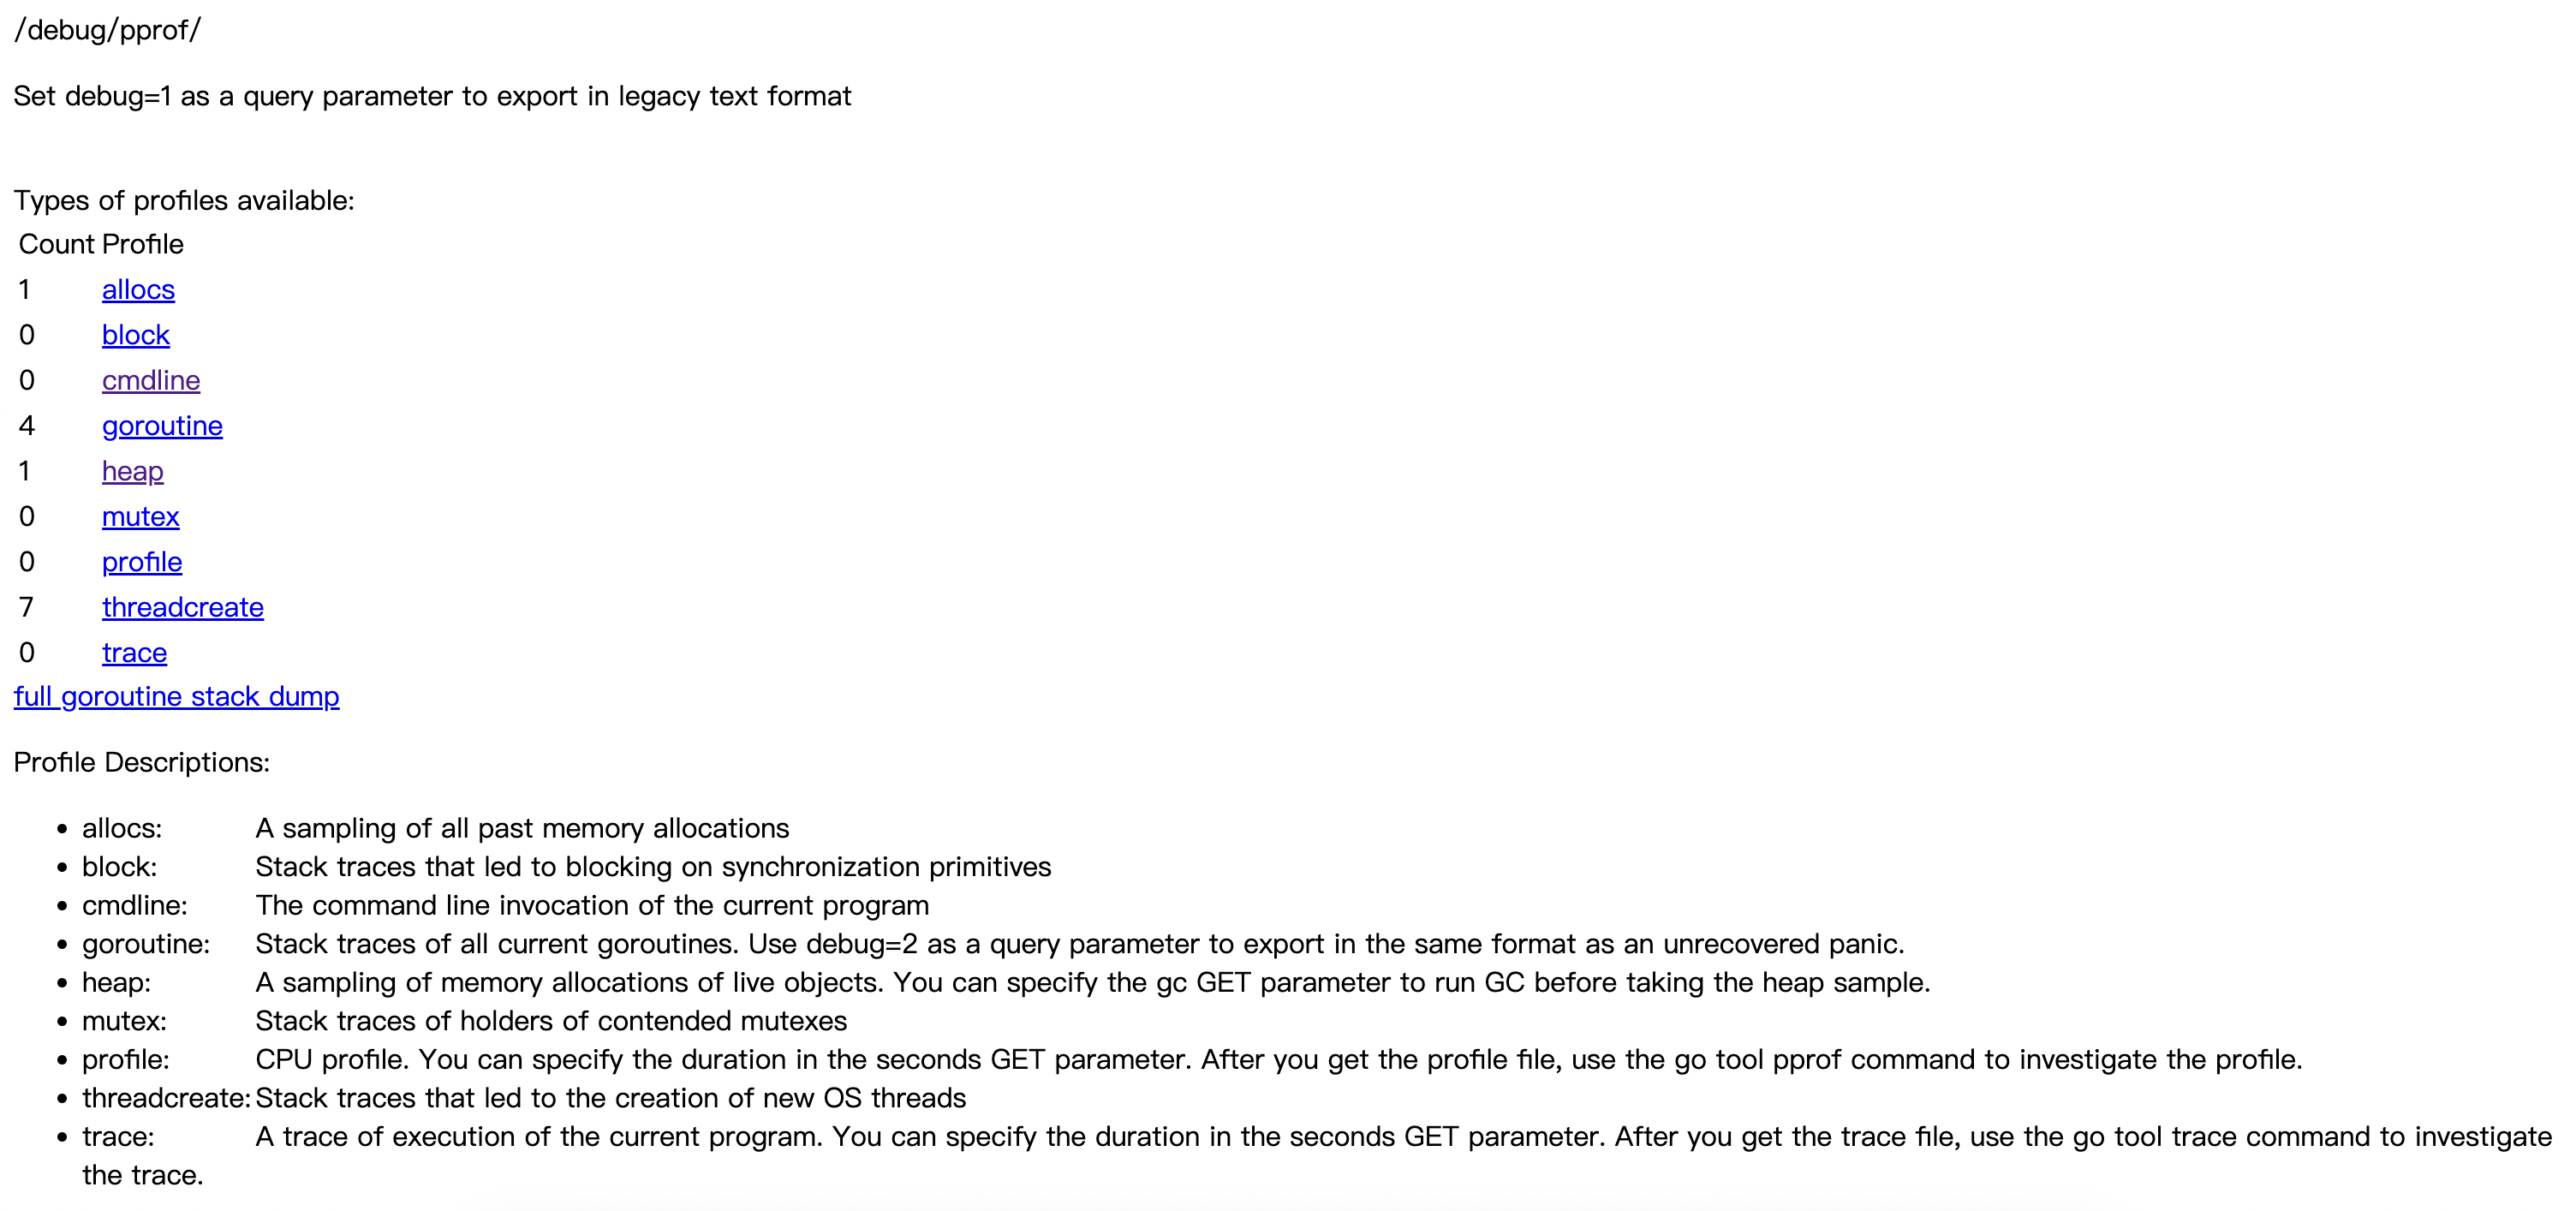 /debug/pprof/
Set debug=1 as a query parameter to export in legacy text format
Types of profiles available:
Count Profile
1 allocs
0 block
0 cmdline
4 goroutine
1 heap
0 mutex
0 profile
7 threadcreate
0 trace
full goroutine stack dump
Profile Descriptions:
• allocs: A sampling of all past memory allocations
• block: Stack traces that led to blocking on synchronization primitives
• cmdline: The command line invocation of the current program
• goroutine: Stack traces of all current goroutines. Use debug=2 as a query parameter to export in the same format as an unrecovered panic.
• heap: A sampling of memory allocations of live objects. You can specify the gc GET parameter to run GC before taking the heap sample.
• mutex: Stack traces of holders of contended mutexes
• profile: CPU profile. You can specify the duration in the seconds GET parameter. After you get the profile file, use the go tool pprof command to investigate the profile.
• threadcreate: Stack traces that led to the creation of new OS threads
• trace: A trace of execution of the current program. You can specify the duration in the seconds GET parameter. After you get the trace file, use the go tool trace command to investigate
the trace.